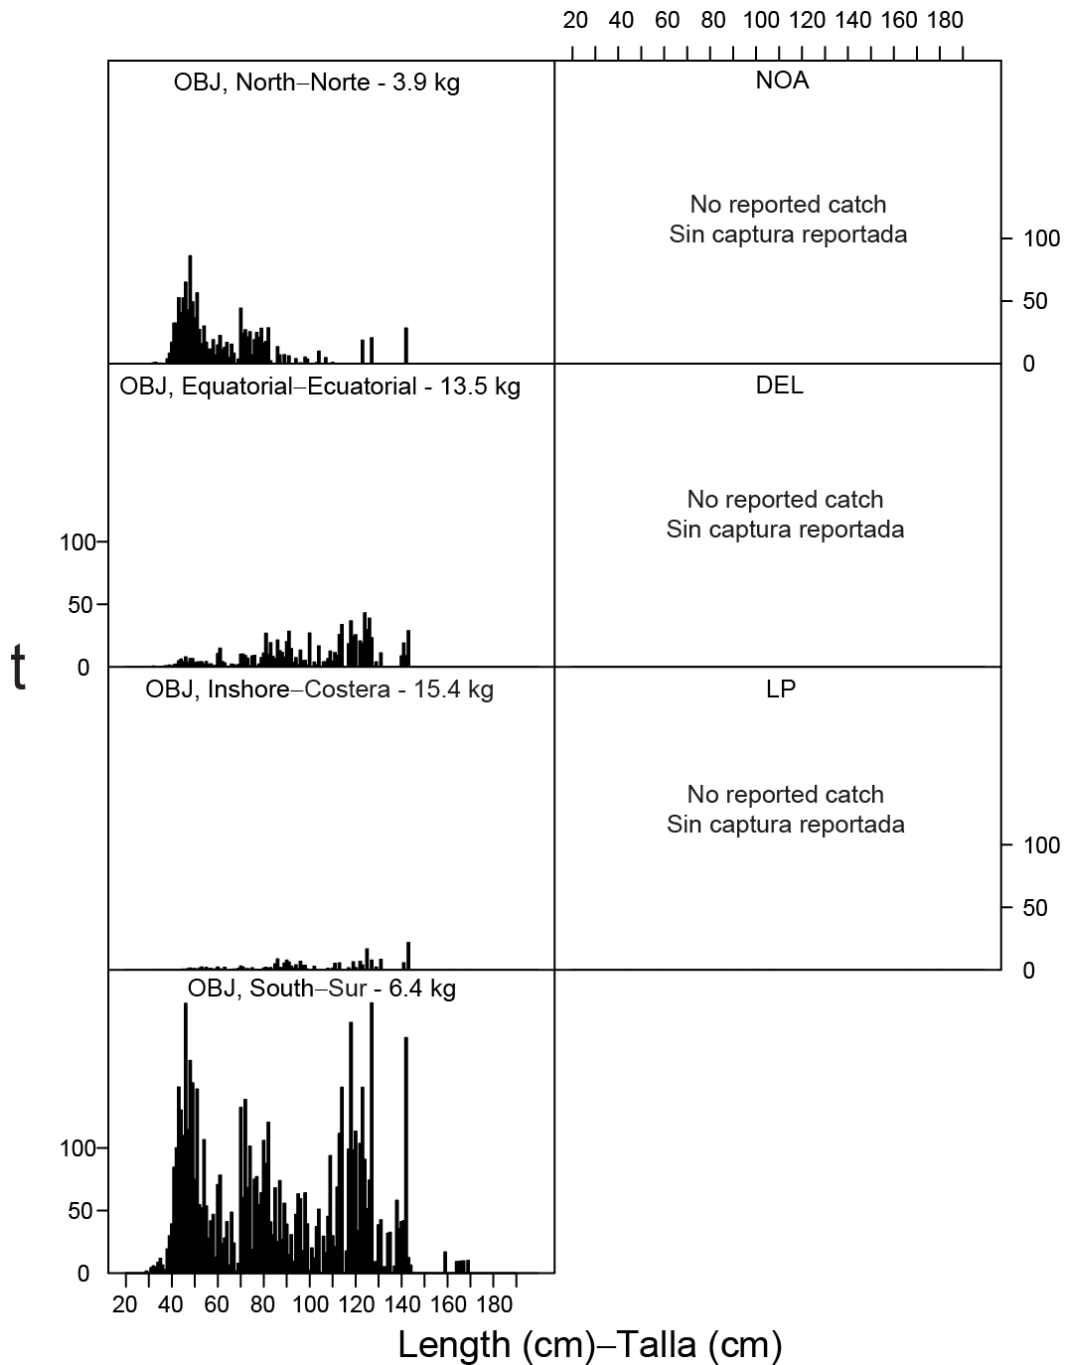 20 40 60 80 100 120 140 160 180
OBJ, North–Norte - 3.9 kg
NOA
No reported catch
Sin captura reportada
100
50
0
OBJ, Equatorial–Ecuatorial - 13.5 kg
DEL
No reported catch
Sin captura reportada
100
50
0
t
OBJ, Inshore–Costera - 15.4 kg
LP
No reported catch
Sin captura reportada
100
50
0
OBJ, South–Sur - 6.4 kg
100
50
0
20 40 60 80 100 120 140 160 180
Length (cm)–Talla (cm)